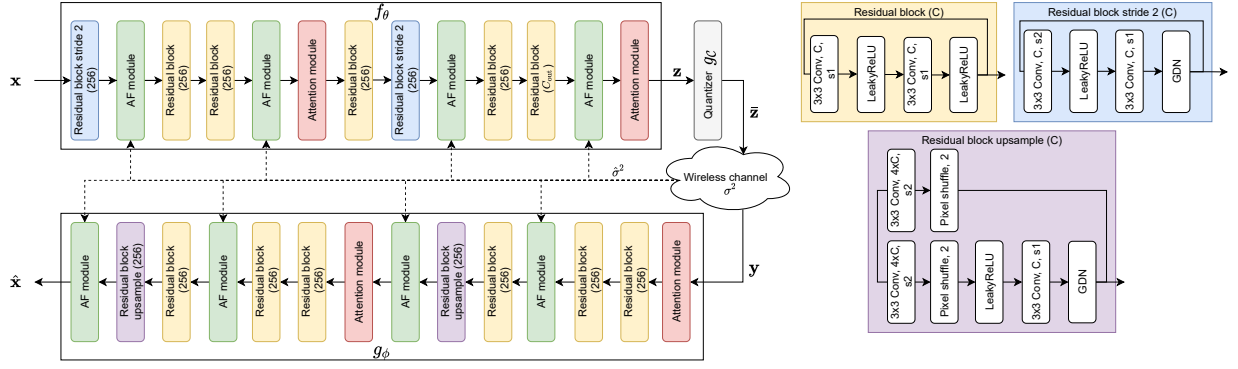 f_θ
x
Residual block stride 2
(256)
AF module
Residual block
(256)
Residual block
(256)
AF module
Attention module
Residual block
(256)
Residual block stride 2
(256)
AF module
Residual block
(256)
Residual block
(C_out)
AF module
Attention module
z
Quantizer g_C
z̄
Wireless channel
σ²
σ̂²
y
x̂
AF module
Residual block
upsample (256)
Residual block
(256)
AF module
Residual block
(256)
Residual block
(256)
Attention module
AF module
Residual block
upsample (256)
Residual block
(256)
AF module
Residual block
(256)
Residual block
(256)
Attention module
g_ϕ
Residual block (C)
3x3 Conv, C,
s1
LeakyReLU
3x3 Conv, C,
s1
LeakyReLU
Residual block stride 2 (C)
3x3 Conv, C, s2
LeakyReLU
3x3 Conv, C, s1
GDN
Residual block upsample (C)
3x3 Conv, 4xC,
s2
Pixel shuffle, 2
3x3 Conv, 4xC,
s2
Pixel shuffle, 2
LeakyReLU
3x3 Conv, C, s1
GDN